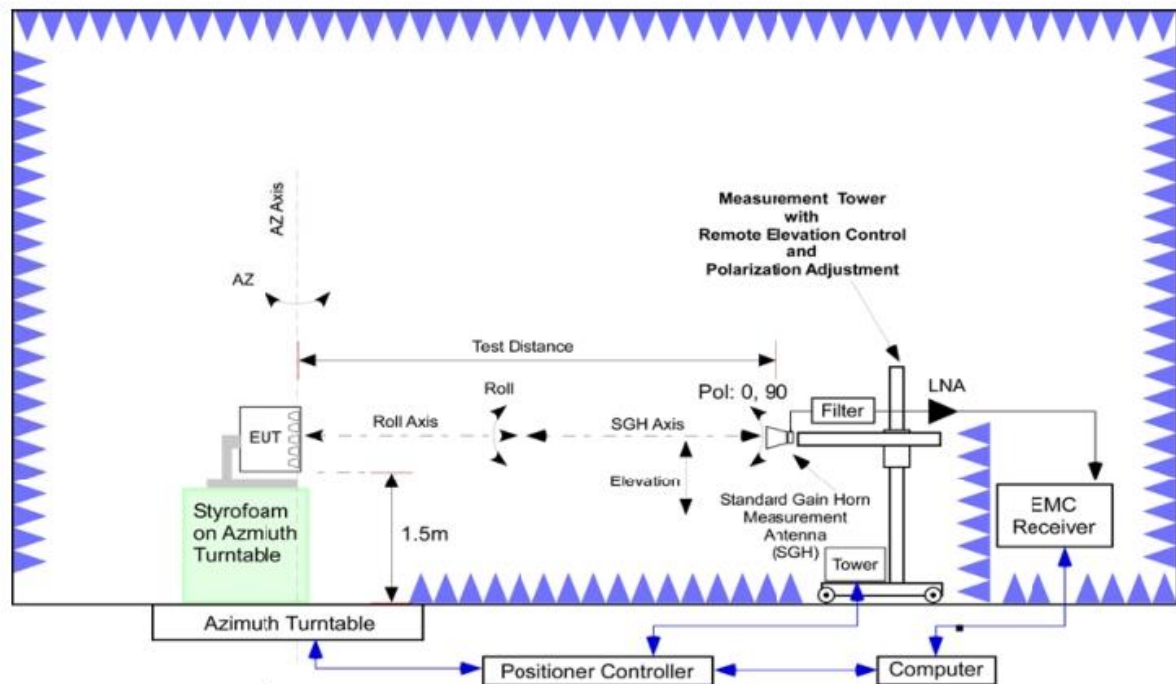 AZ Axis
AZ
Measurement Tower
with
Remote Elevation Control
and
Polarization Adjustment
Test Distance
Roll
Pol: 0, 90
Filter
LNA
EUT
Roll Axis
SGH Axis
Elevation
Styrofoam
on Azmiuth
Turntable
1.5m
Standard Gain Horn
Measurement
Antenna
(SGH)
EMC
Receiver
Tower
Azimuth Turntable
Positioner Controller
Computer